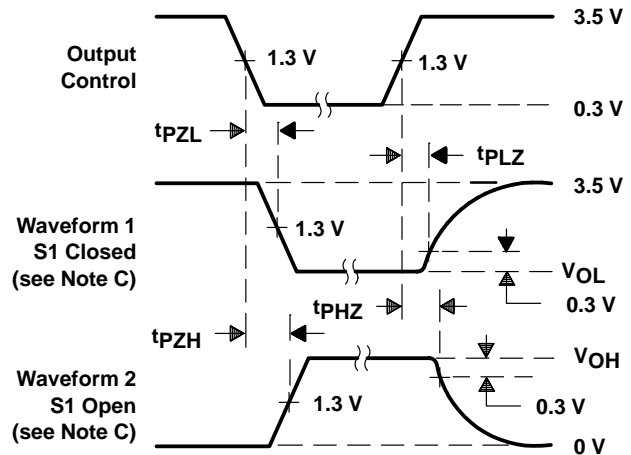 3.5 V
Output
Control
1.3 V
1.3 V
0.3 V
tPZL
tPLZ
3.5 V
Waveform 1
S1 Closed
(see Note C)
1.3 V
VOL
0.3 V
tPHZ
tPZH
VOH
Waveform 2
S1 Open
(see Note C)
1.3 V
0.3 V
0 V